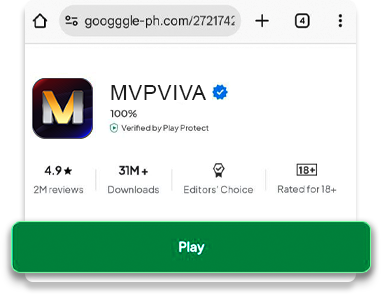 googggle-ph.com/2721742
4
M
MVPVIVA
100%
Verified by Play Protect
4.9★ 31M+ 18+
2M reviews Downloads Editors' Choice Rated for 18+
Play